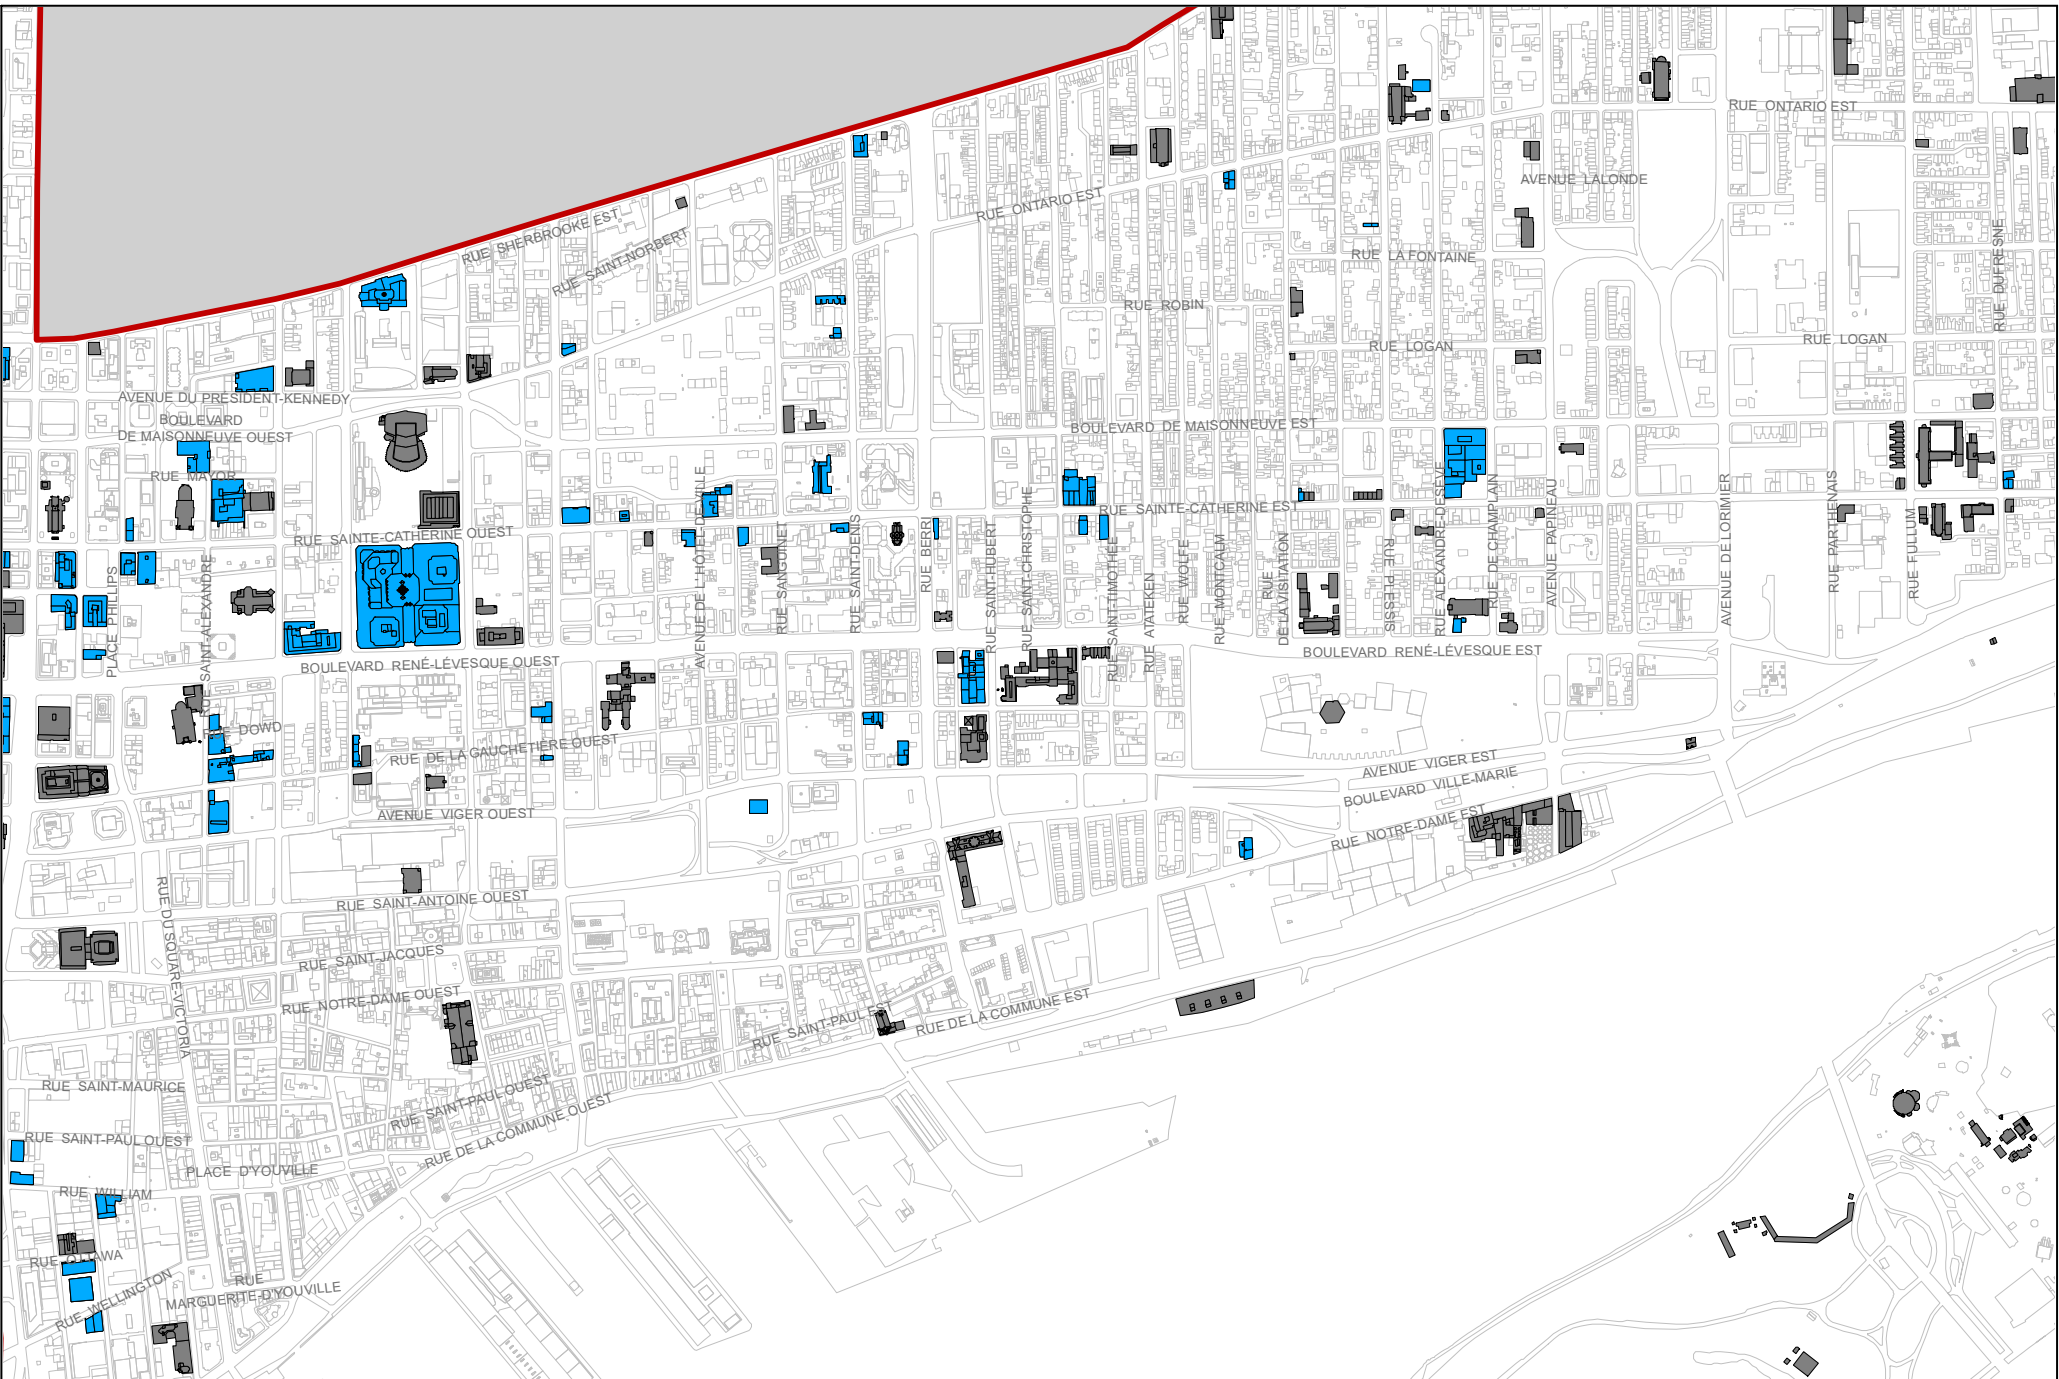 RUE ONTARIO EST
AVENUE LALONDE
RUE ONTARIO EST
RUE SHERBROOKE EST
RUE SAINT-NORBERT
RUE LA FONTAINE
RUE DUFRESNE
RUE ROBIN
RUE LOGAN
RUE LOGAN
AVENUE DU PRÉSIDENT-KENNEDY
BOULEVARD
DE MAISONNEUVE OUEST
BOULEVARD DE MAISONNEUVE EST
RUE MAYOR
RUE SAINTE-CATHERINE EST
RUE SAINTE-CATHERINE OUEST
PLACE PHILLIPS
RUE SAINT-ALEXANDRE
AVENUE DE L'HÔTEL-DE-VILLE
RUE SANGUINET
RUE SAINT-DENIS
RUE BERRI
RUE SAINT-HUBERT
RUE SAINT-CHRISTOPHE
RUE SAINT-TIMOTHÉE
RUE ATATEKEN
RUE WOLFE
RUE MONTCALM
RUE
DE LA VISITATION
RUE PLESSIS
RUE ALEXANDRE-DESÈVE
RUE DE CHAMPLAIN
AVENUE PAPINEAU
AVENUE DE LORIMIER
RUE PARTHENAIS
RUE FULLUM
BOULEVARD RENÉ-LÉVESQUE OUEST
BOULEVARD RENÉ-LÉVESQUE EST
RUE DOWD
RUE DE LA GAUCHETIÈRE OUEST
AVENUE VIGER EST
BOULEVARD VILLE-MARIE
AVENUE VIGER OUEST
RUE NOTRE-DAME EST
RUE SAINT-ANTOINE OUEST
RUE DU SQUARE-VICTORIA
RUE SAINT-JACQUES
RUE NOTRE-DAME OUEST
RUE SAINT-PAUL EST
RUE DE LA COMMUNE EST
RUE SAINT-MAURICE
RUE SAINT-PAUL OUEST
RUE DE LA COMMUNE OUEST
RUE SAINT-PAUL OUEST
PLACE D'YOUVILLE
RUE WILLIAM
RUE OTTAWA
RUE
MARGUERITE-D'YOUVILLE
RUE WELLINGTON